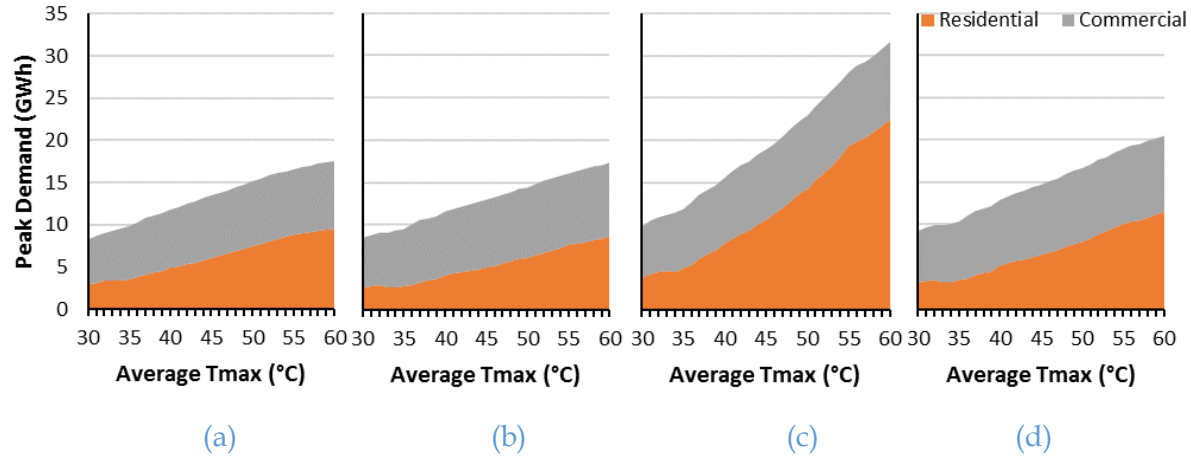 Peak Demand (GWh)
35
30
25
20
15
10
5
0
Residential Commercial
30 35 40 45 50 55 60
30 35 40 45 50 55 60
30 35 40 45 50 55 60
30 35 40 45 50 55 60
Average Tmax (°C)
Average Tmax (°C)
Average Tmax (°C)
Average Tmax (°C)
(a)
(b)
(c)
(d)